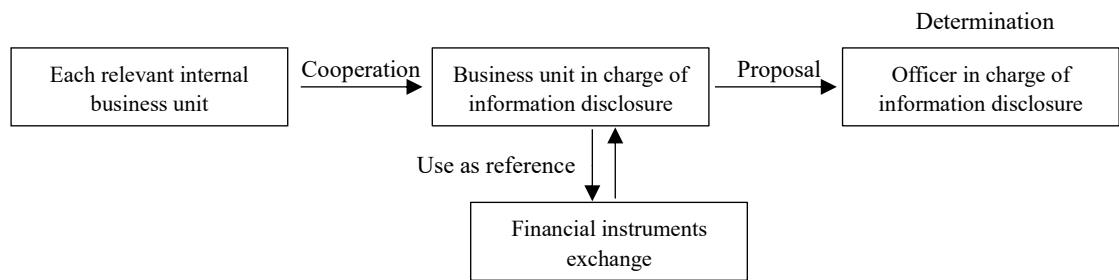 Determination
Each relevant internal
business unit
Cooperation
Business unit in charge of
information disclosure
Proposal
Officer in charge of
information disclosure
Use as reference
Financial instruments
exchange